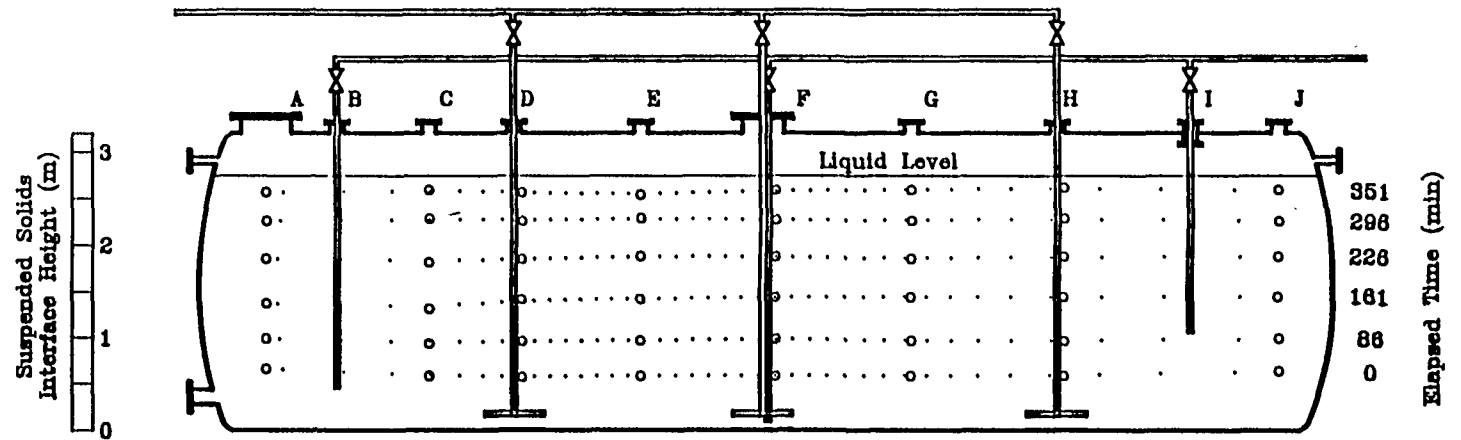 A B C D E F G H I J
Liquid Level
Suspended Solids
Interface Height (m)
3
2
1
0
351
296
226
161
86
0
Elapsed Time (min)